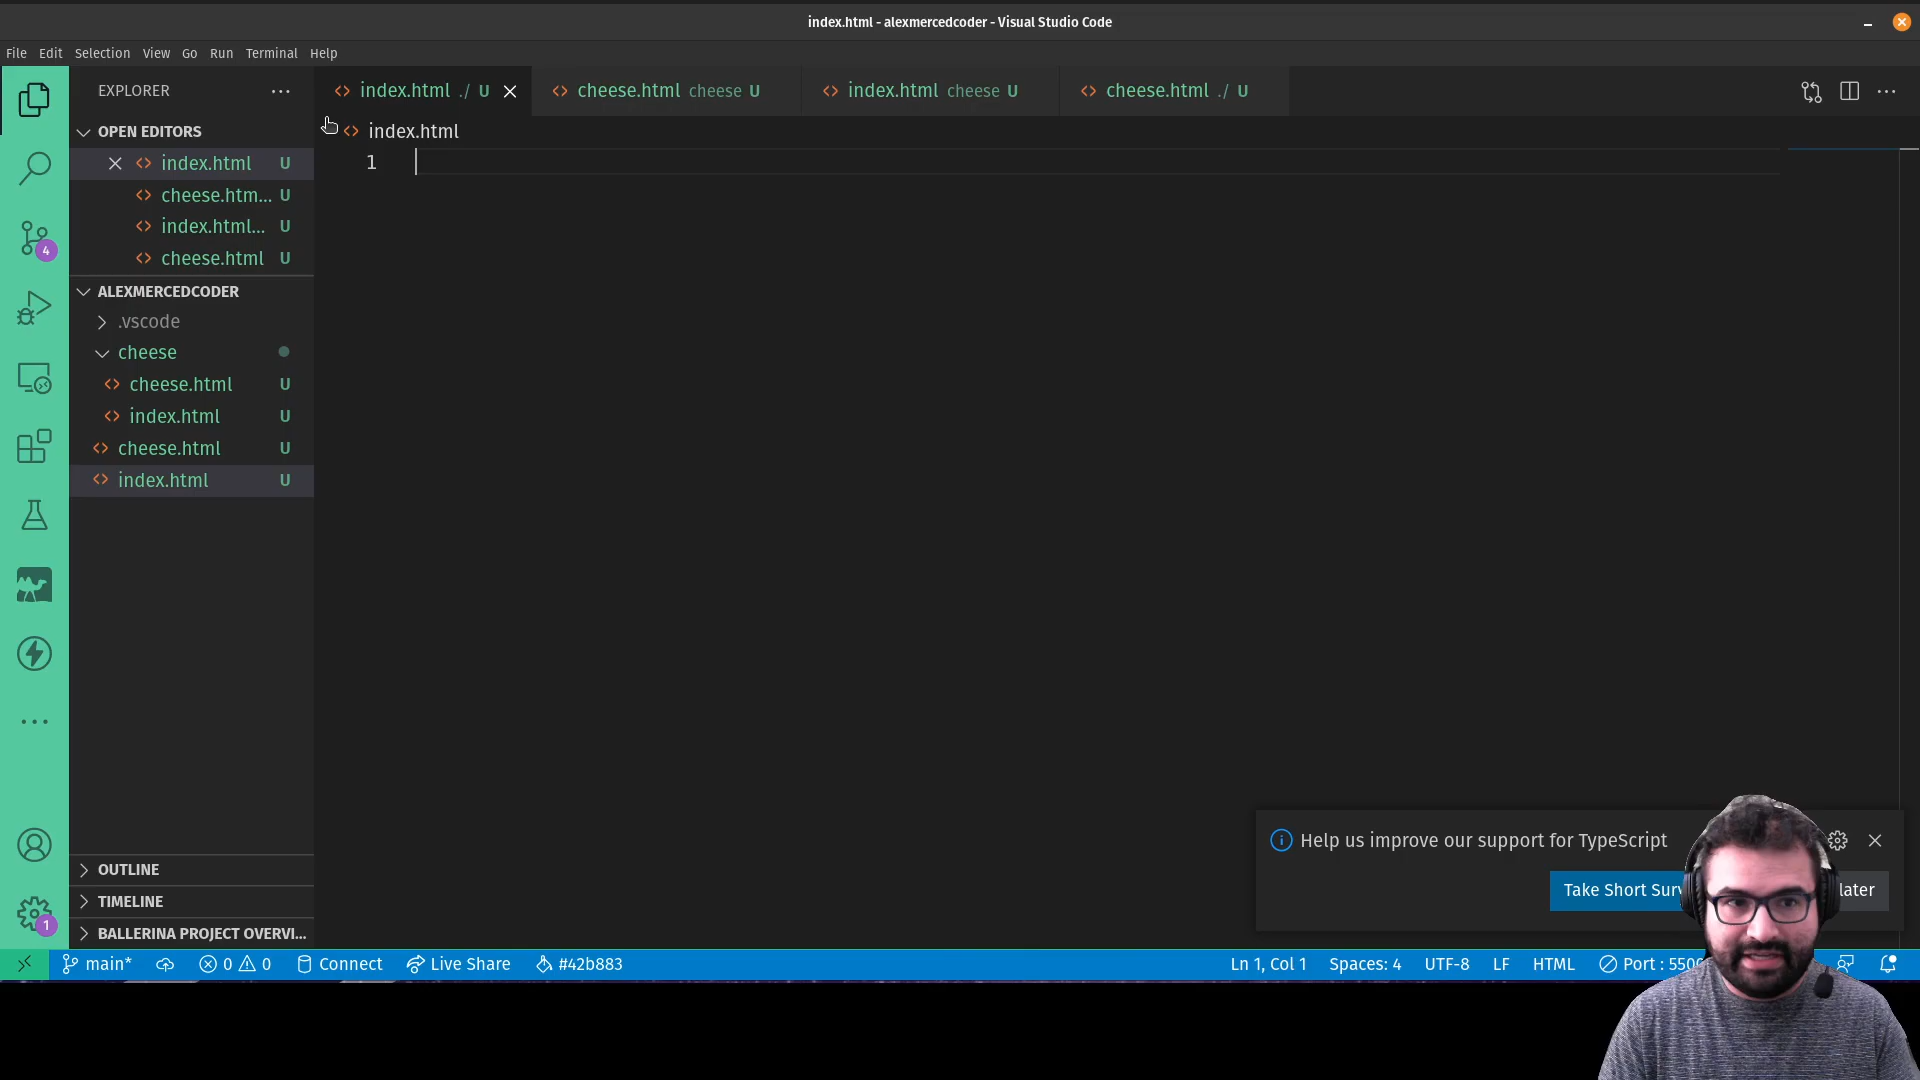 index.html - alexmercedcoder - Visual Studio Code
File Edit Selection View Go Run Terminal Help
EXPLORER
index.html ./ U
cheese.html cheese U
index.html cheese U
cheese.html ./ U
OPEN EDITORS
index.html U
cheese.htm... U
index.html... U
cheese.html U
ALEXMERCEDCODER
.vscode
cheese
cheese.html U
index.html U
cheese.html U
index.html U
OUTLINE
TIMELINE
BALLERINA PROJECT OVERVI...
index.html
1
Help us improve our support for TypeScript
Take Short Surv
later
4
1
main* 0 0 Connect Live Share #42b883 Ln 1, Col 1 Spaces: 4 UTF-8 LF HTML Port : 550